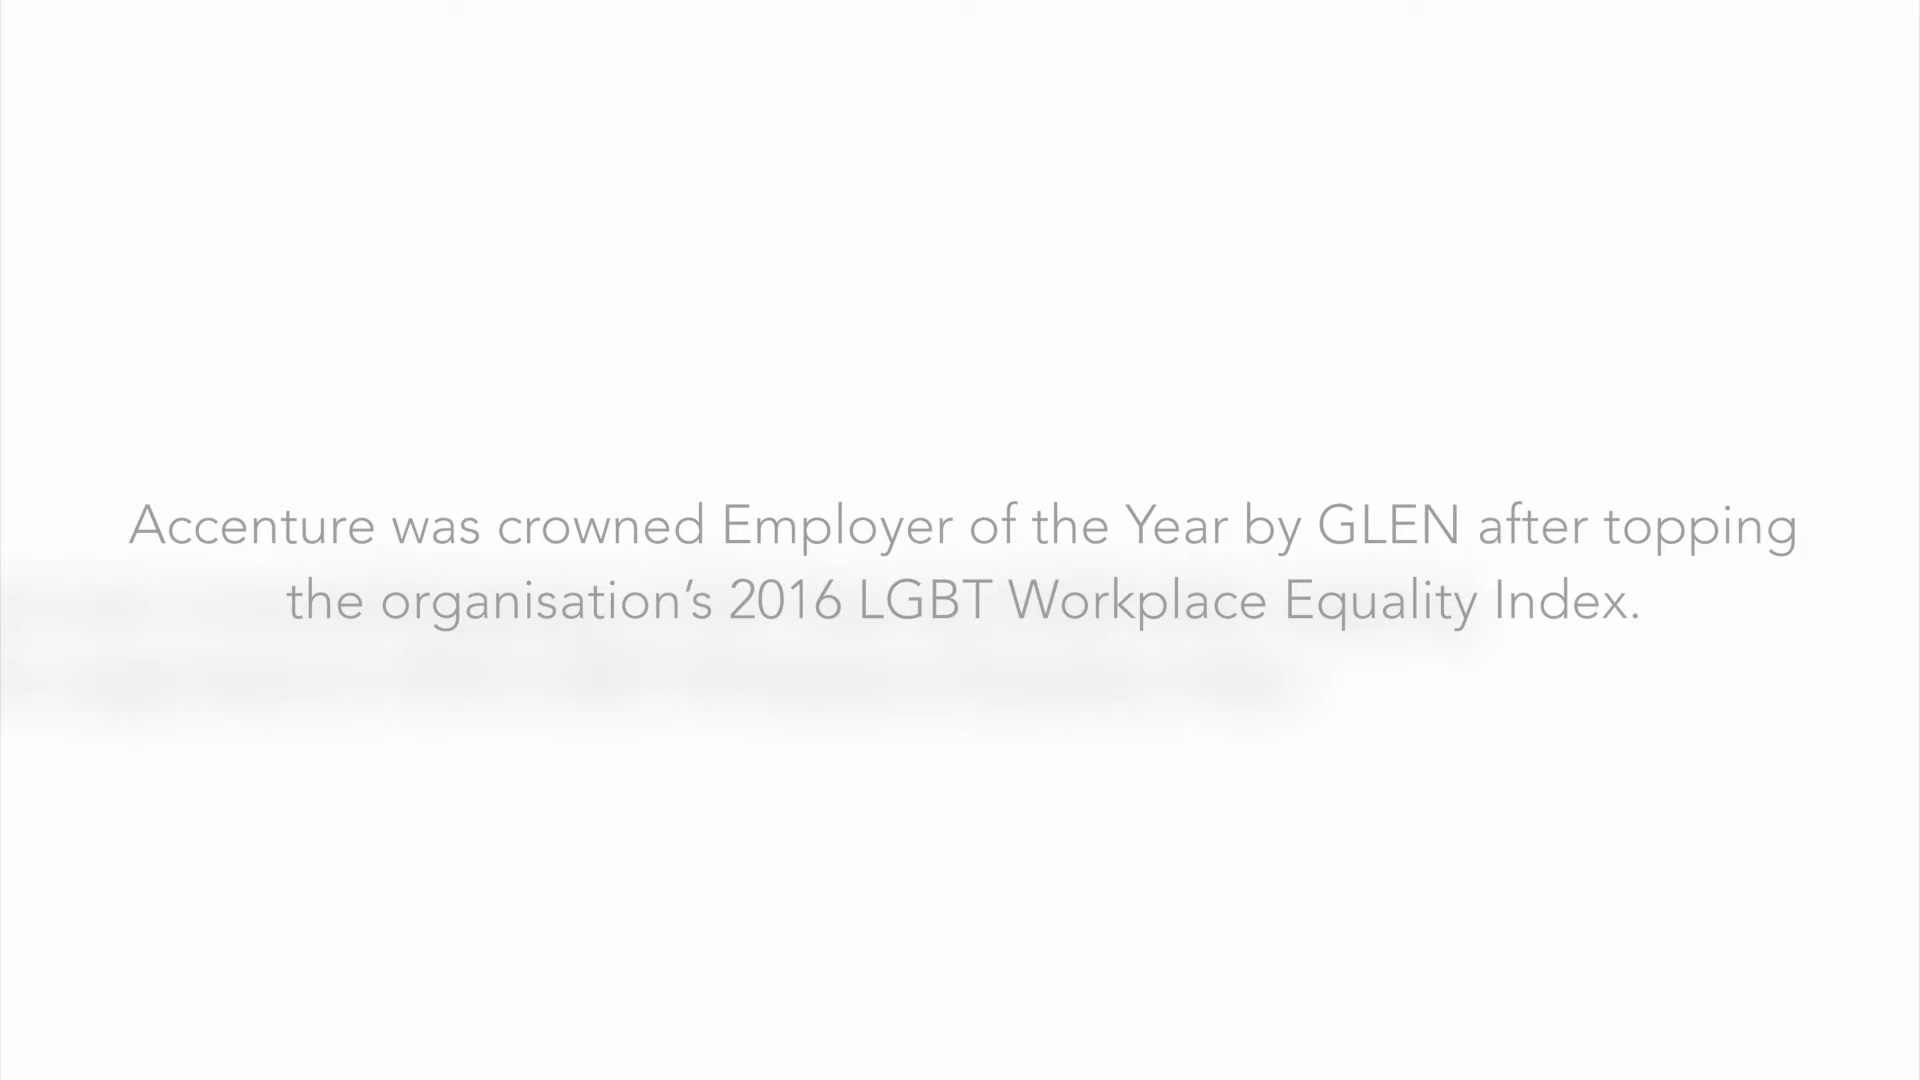 Accenture was crowned Employer of the Year by GLEN after topping
the organisation’s 2016 LGBT Workplace Equality Index.